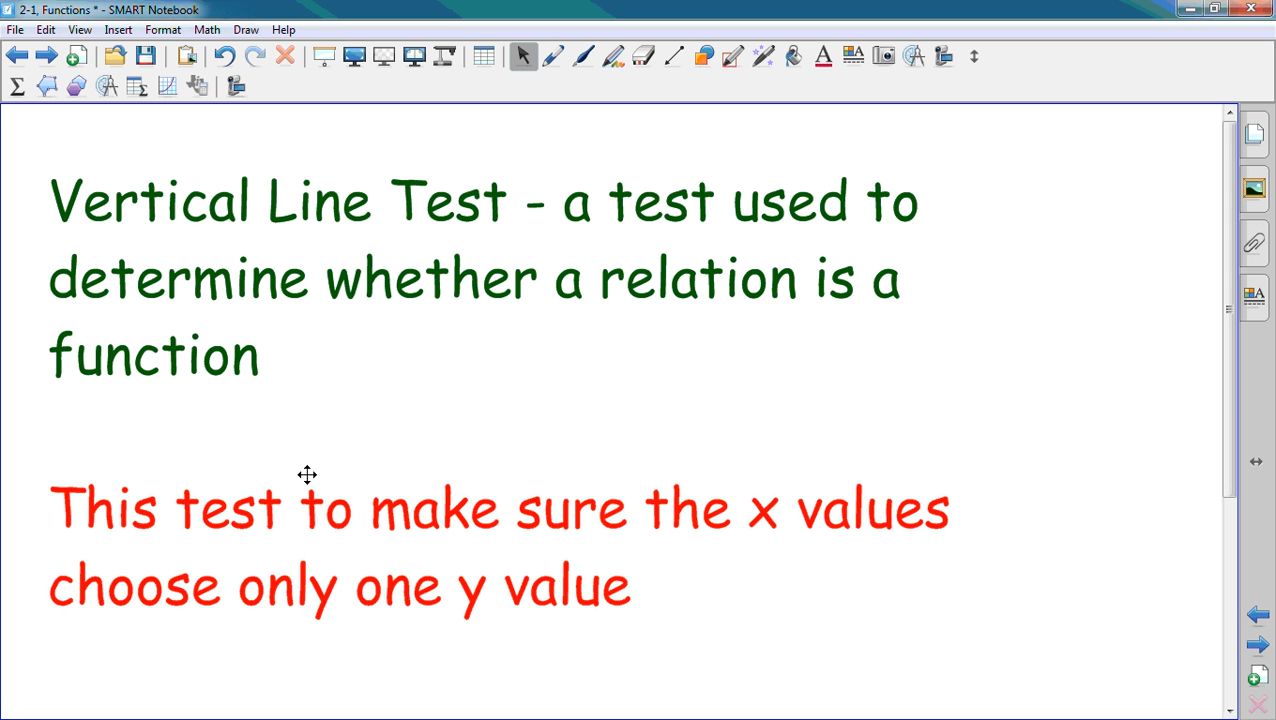 2-1, Functions * - SMART Notebook
File Edit View Insert Format Math Draw Help
Vertical Line Test - a test used to
determine whether a relation is a
function
This test to make sure the x values
choose only one y value